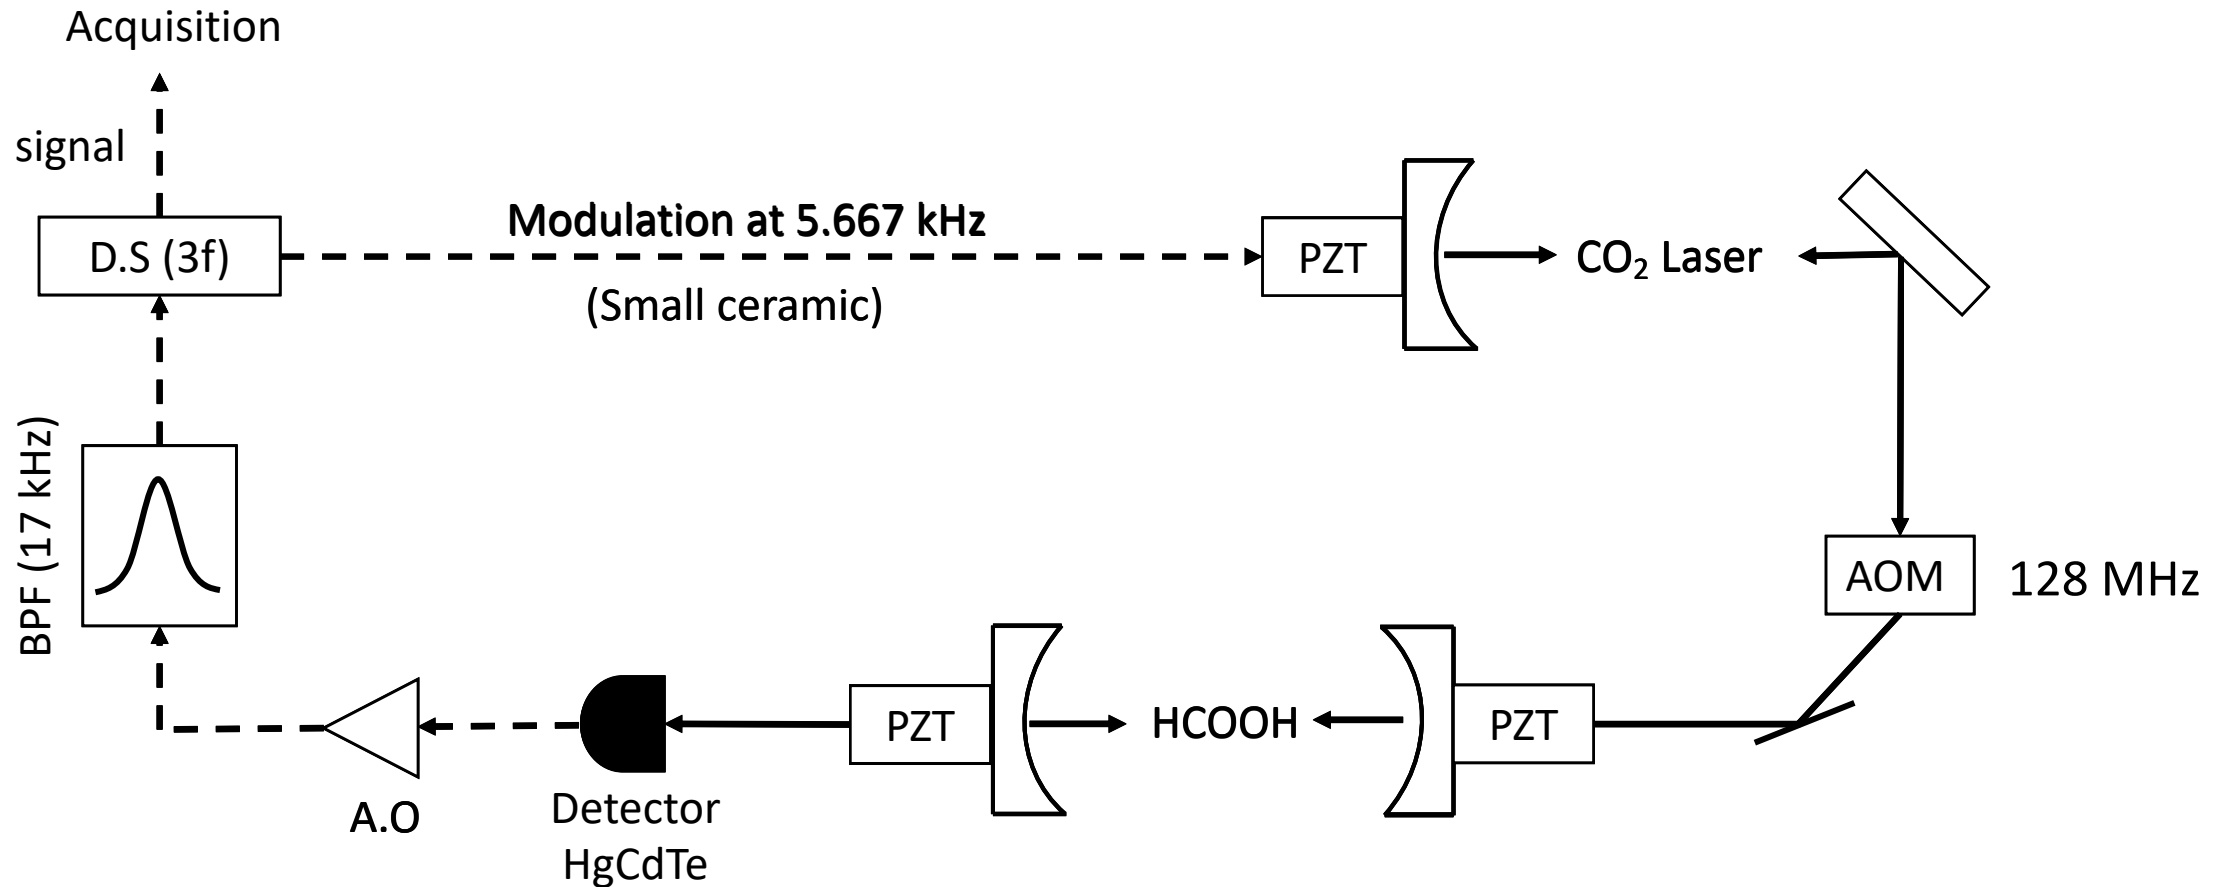 Acquisition
signal
D.S (3f)
Modulation at 5.667 kHz
(Small ceramic)
PZT
CO₂ Laser
AOM
128 MHz
BPF (17 kHz)
PZT
HCOOH
PZT
A.O
Detector
HgCdTe